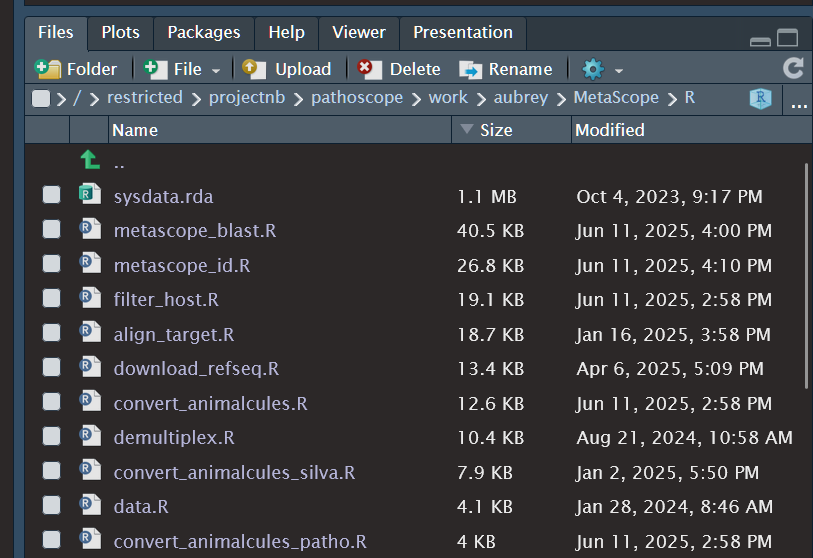 Files Plots Packages Help Viewer Presentation
Folder File Upload Delete Rename
/ restricted projectnb pathoscope work aubrey MetaScope R R ...
Name Size Modified
..
sysdata.rda 1.1 MB Oct 4, 2023, 9:17 PM
metascope_blast.R 40.5 KB Jun 11, 2025, 4:00 PM
metascope_id.R 26.8 KB Jun 11, 2025, 4:10 PM
filter_host.R 19.1 KB Jun 11, 2025, 2:58 PM
align_target.R 18.7 KB Jan 16, 2025, 3:58 PM
download_refseq.R 13.4 KB Apr 6, 2025, 5:09 PM
convert_animalcules.R 12.6 KB Jun 11, 2025, 2:58 PM
demultiplex.R 10.4 KB Aug 21, 2024, 10:58 AM
convert_animalcules_silva.R 7.9 KB Jan 2, 2025, 5:50 PM
data.R 4.1 KB Jan 28, 2024, 8:46 AM
convert_animalcules_patho.R 4 KB Jun 11, 2025, 2:58 PM